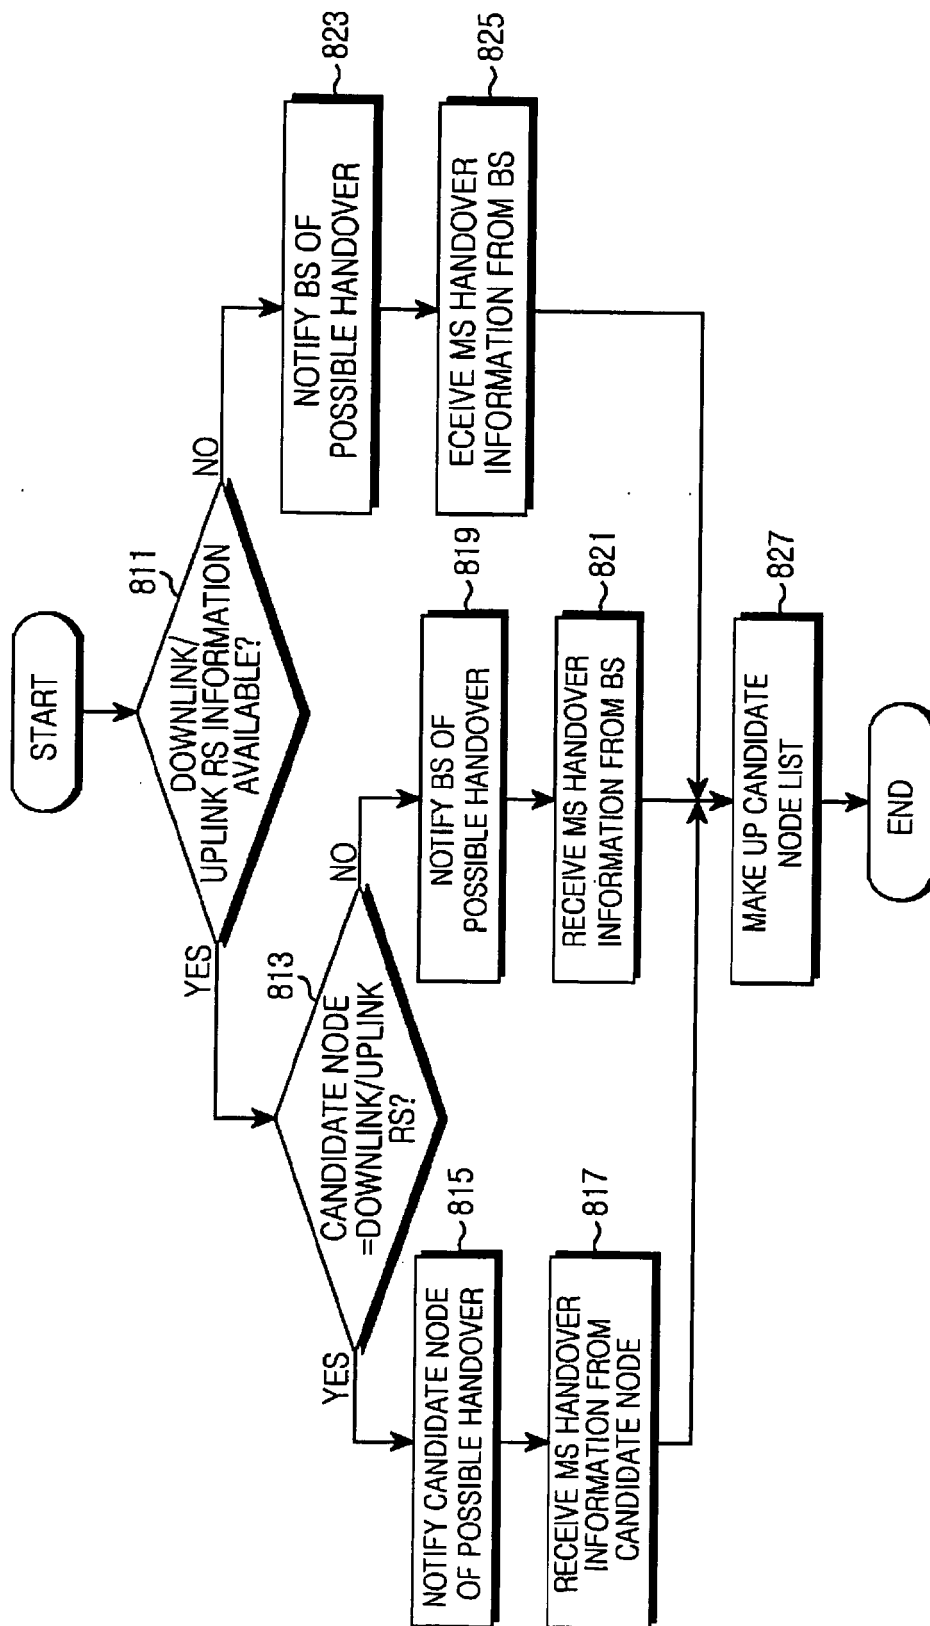 START
811
DOWNLINK/
UPLINK RS INFORMATION
AVAILABLE?
YES
NO
813
CANDIDATE NODE
=DOWNLINK/UPLINK
RS?
YES
NO
815
NOTIFY CANDIDATE NODE
OF POSSIBLE HANDOVER
817
RECEIVE MS HANDOVER
INFORMATION FROM
CANDIDATE NODE
819
NOTIFY BS OF
POSSIBLE HANDOVER
821
RECEIVE MS HANDOVER
INFORMATION FROM BS
823
NOTIFY BS OF
POSSIBLE HANDOVER
825
ECEIVE MS HANDOVER
INFORMATION FROM BS
827
MAKE UP CANDIDATE
NODE LIST
END